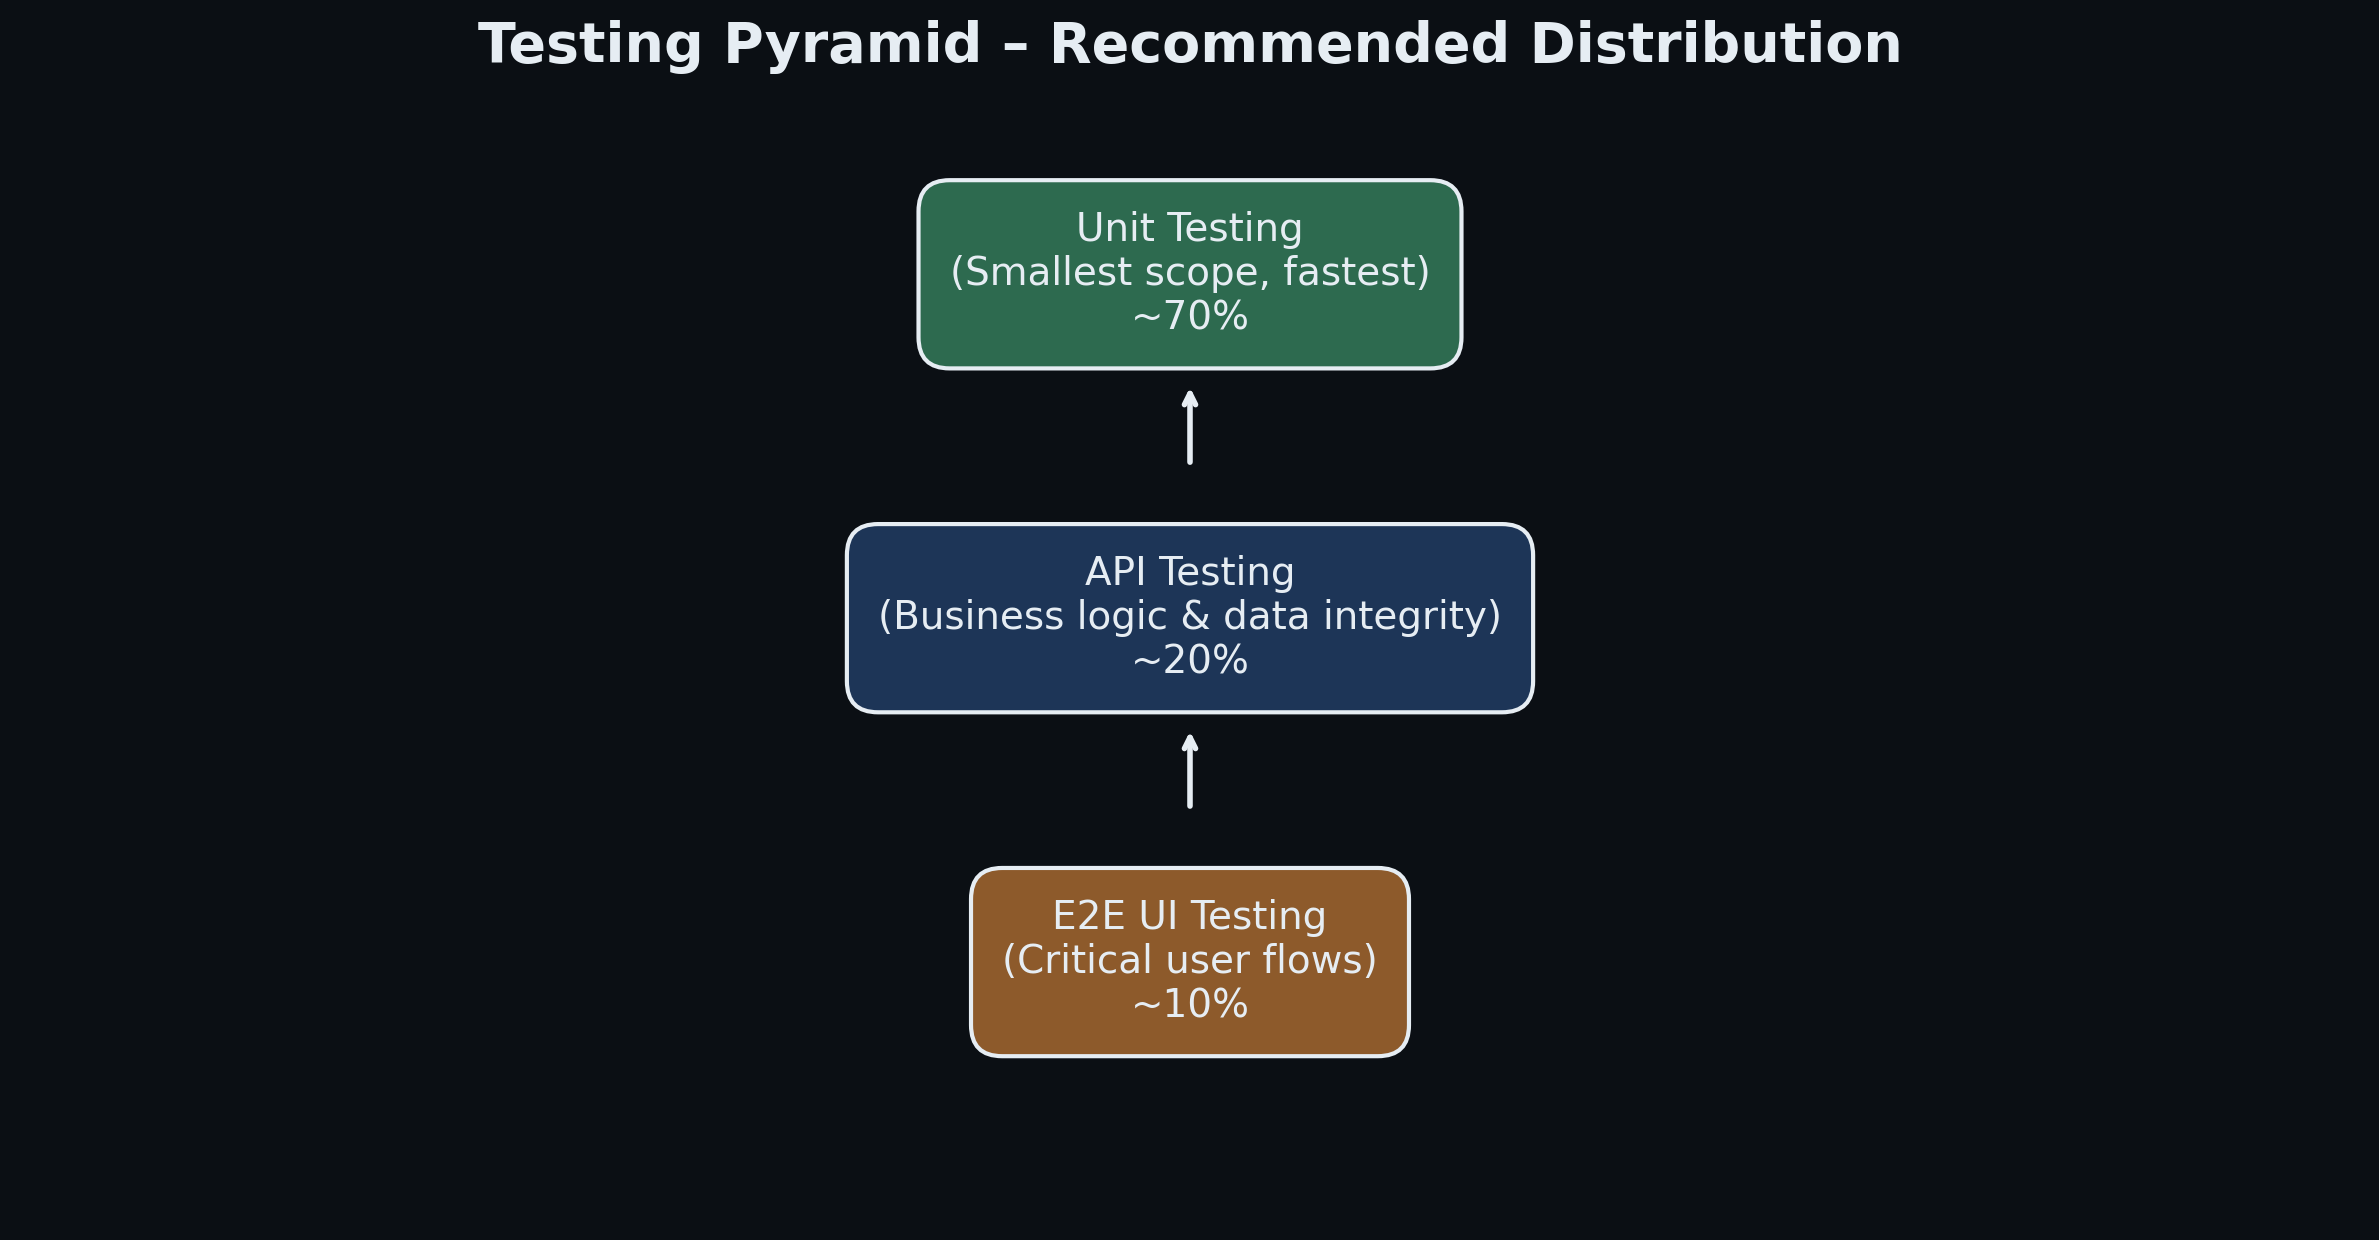 Testing Pyramid – Recommended Distribution
Unit Testing
(Smallest scope, fastest)
~70%
API Testing
(Business logic & data integrity)
~20%
E2E UI Testing
(Critical user flows)
~10%